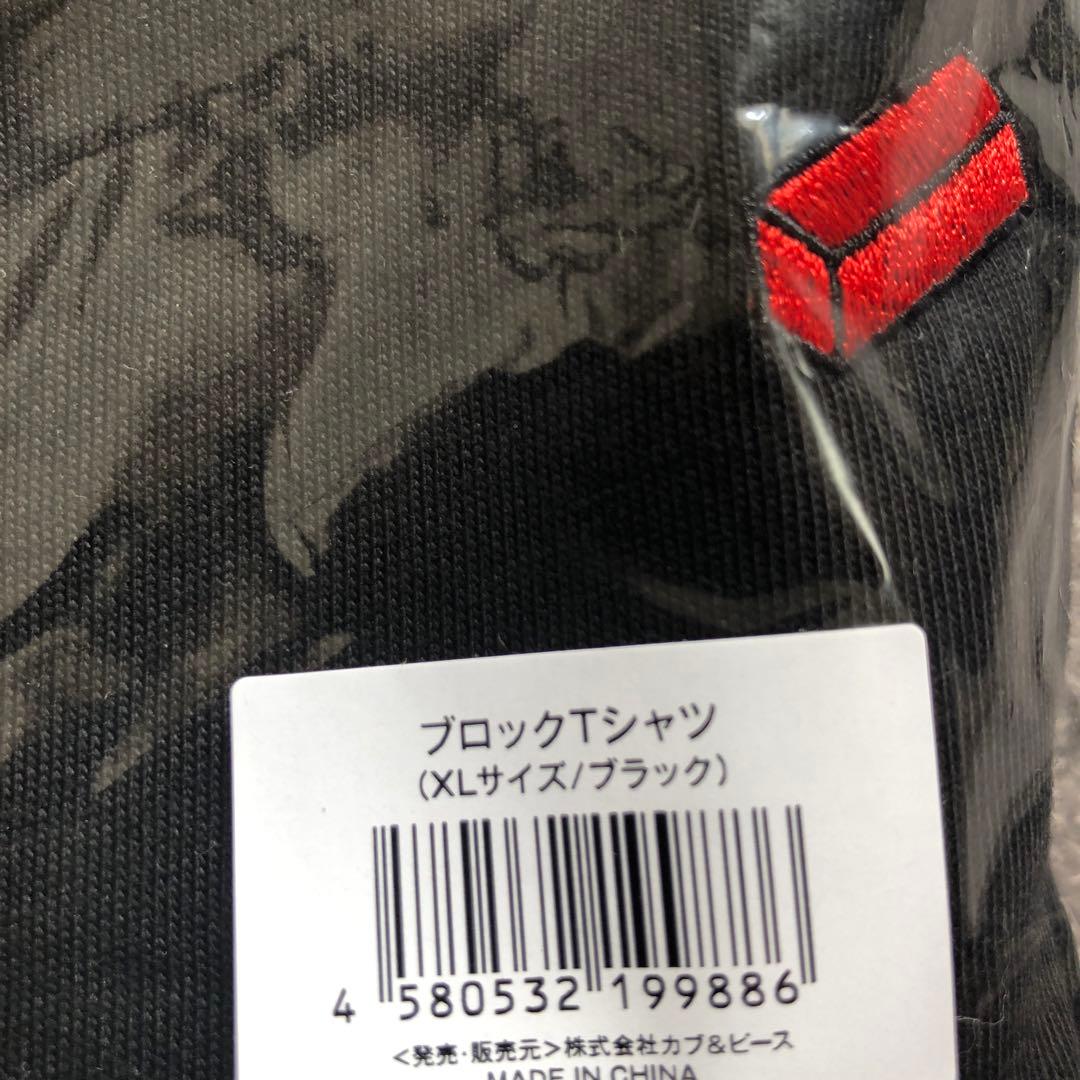 ブロックTシャツ
(XLサイズ/ブラック)
4 580532 199886
<発売・販売元>株式会社カブ&ピース
MADE IN CHINA